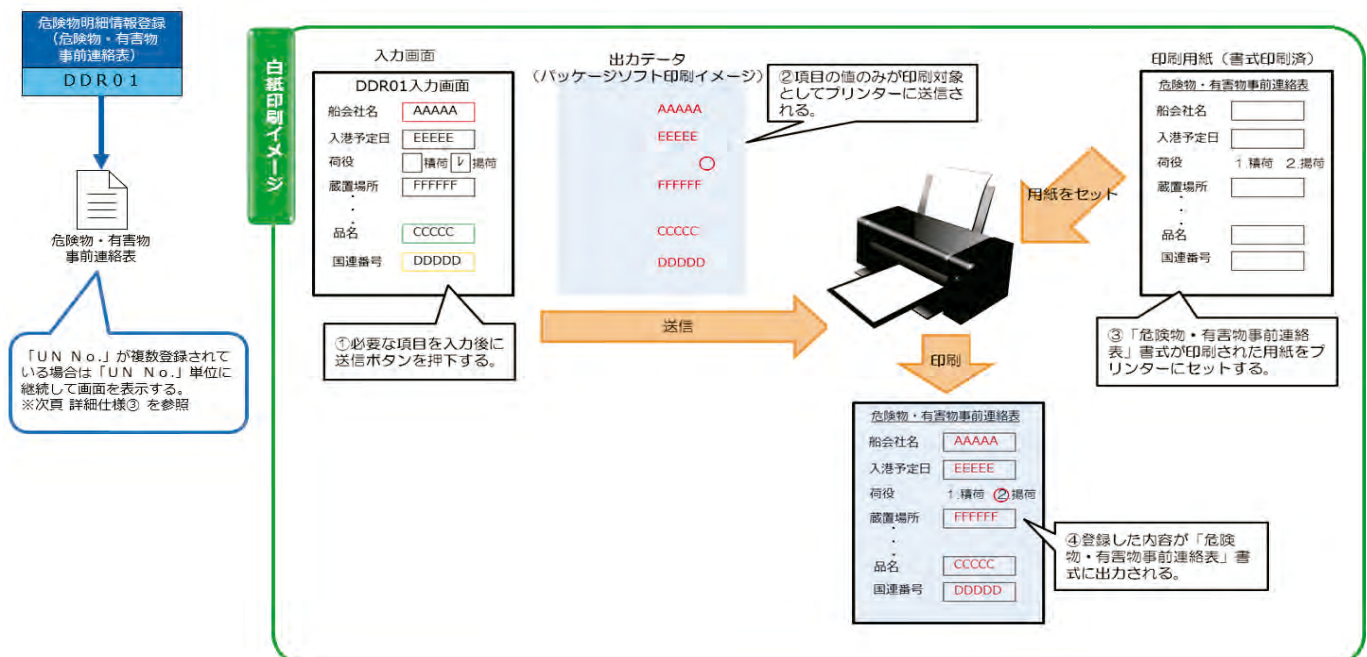 危険物明細情報登録
（危険物・有害物
事前連絡表）
DDR01
危険物・有害物
事前連絡表
「UN No.」が複数登録されて
いる場合は「UN No.」単位に
継続して画面を表示する。
※次頁 詳細仕様③ を参照
白紙印刷イメージ
入力画面
DDR01入力画面
船会社名 AAAAA
入港予定日 EEEEE
荷役 積荷 レ 揚荷
蔵置場所 FFFFFF
・
・
・
品名 CCCCC
国連番号 DDDDD
①必要な項目を入力後に
送信ボタンを押下する。
出力データ
（パッケージソフト印刷イメージ）
AAAAA
EEEEE
○
FFFFFF
CCCCC
DDDDD
②項目の値のみが印刷対象
としてプリンターに送信さ
れる。
送信
用紙をセット
印刷
印刷用紙（書式印刷済）
危険物・有害物事前連絡表
船会社名
入港予定日
荷役 1.積荷 2.揚荷
蔵置場所
・
・
・
品名
国連番号
③「危険物・有害物事前連絡
表」書式が印刷された用紙をプ
リンターにセットする。
危険物・有害物事前連絡表
船会社名 AAAAA
入港予定日 EEEEE
荷役 1.積荷 ②揚荷
蔵置場所 FFFFFF
・
・
・
品名 CCCCC
国連番号 DDDDD
④登録した内容が「危険
物・有害物事前連絡表」書
式に出力される。